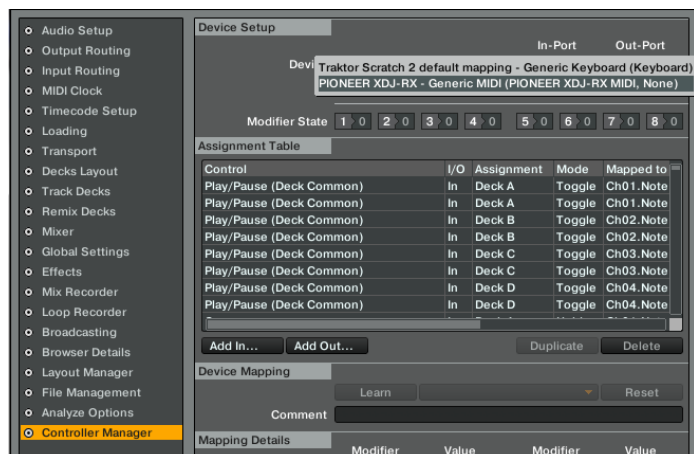 Audio Setup
Output Routing
Input Routing
MIDI Clock
Timecode Setup
Loading
Transport
Decks Layout
Track Decks
Remix Decks
Mixer
Global Settings
Effects
Mix Recorder
Loop Recorder
Broadcasting
Browser Details
Layout Manager
File Management
Analyze Options
Controller Manager
Device Setup
In-Port Out-Port
Devi
Traktor Scratch 2 default mapping - Generic Keyboard (Keyboard)
PIONEER XDJ-RX - Generic MIDI (PIONEER XDJ-RX MIDI, None)
Modifier State 1 0 2 0 3 0 4 0 5 0 6 0 7 0 8 0
Assignment Table
Control I/O Assignment Mode Mapped to
Play/Pause (Deck Common) In Deck A Toggle Ch01.Note
Play/Pause (Deck Common) In Deck A Toggle Ch01.Note
Play/Pause (Deck Common) In Deck B Toggle Ch02.Note
Play/Pause (Deck Common) In Deck B Toggle Ch02.Note
Play/Pause (Deck Common) In Deck C Toggle Ch03.Note
Play/Pause (Deck Common) In Deck C Toggle Ch03.Note
Play/Pause (Deck Common) In Deck D Toggle Ch04.Note
Play/Pause (Deck Common) In Deck D Toggle Ch04.Note
Add In... Add Out... Duplicate Delete
Device Mapping
Learn Reset
Comment
Mapping Details
Modifier Value Modifier Value